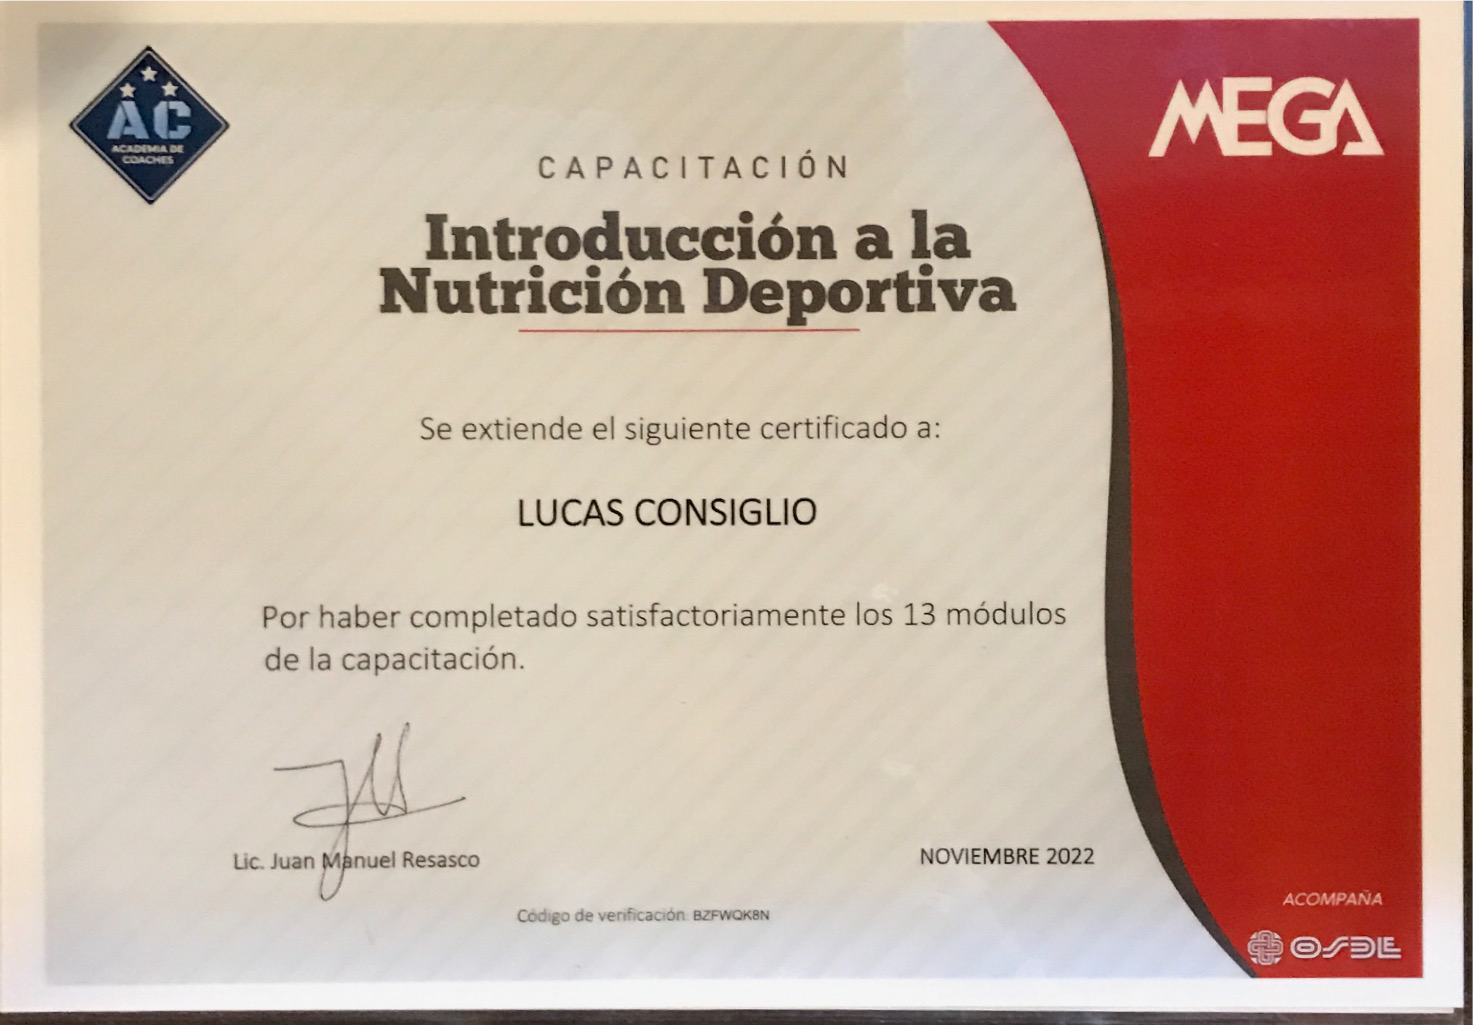 AC
ACADEMIA DE
COACHES
MEGA
CAPACITACIÓN
Introducción a la
Nutrición Deportiva
Se extiende el siguiente certificado a:
LUCAS CONSIGLIO
Por haber completado satisfactoriamente los 13 módulos
de la capacitación.
Lic. Juan Manuel Resasco
NOVIEMBRE 2022
Código de verificación: BZFWQK8N
ACOMPAÑA
OSDE